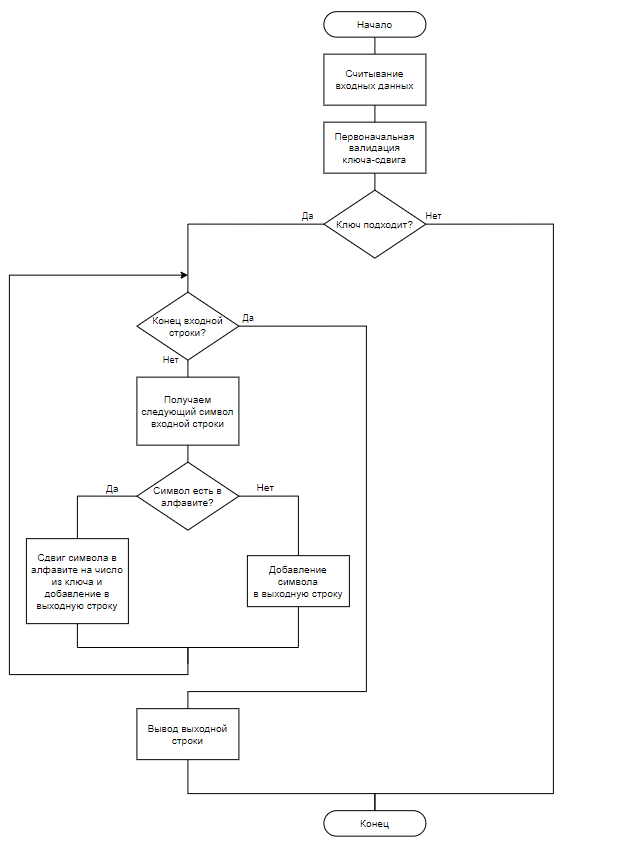 Начало
Считывание
входных данных
Первоначальная
валидация
ключа-сдвига
Да
Ключ подходит?
Нет
Конец входной
строки?
Да
Нет
Получаем
следующий символ
входной строки
Да
Символ есть в
алфавите?
Нет
Сдвиг символа в
алфавите на число
из ключа и
добавление в
выходную строку
Добавление
символа
в выходную строку
Вывод выходной
строки
Конец